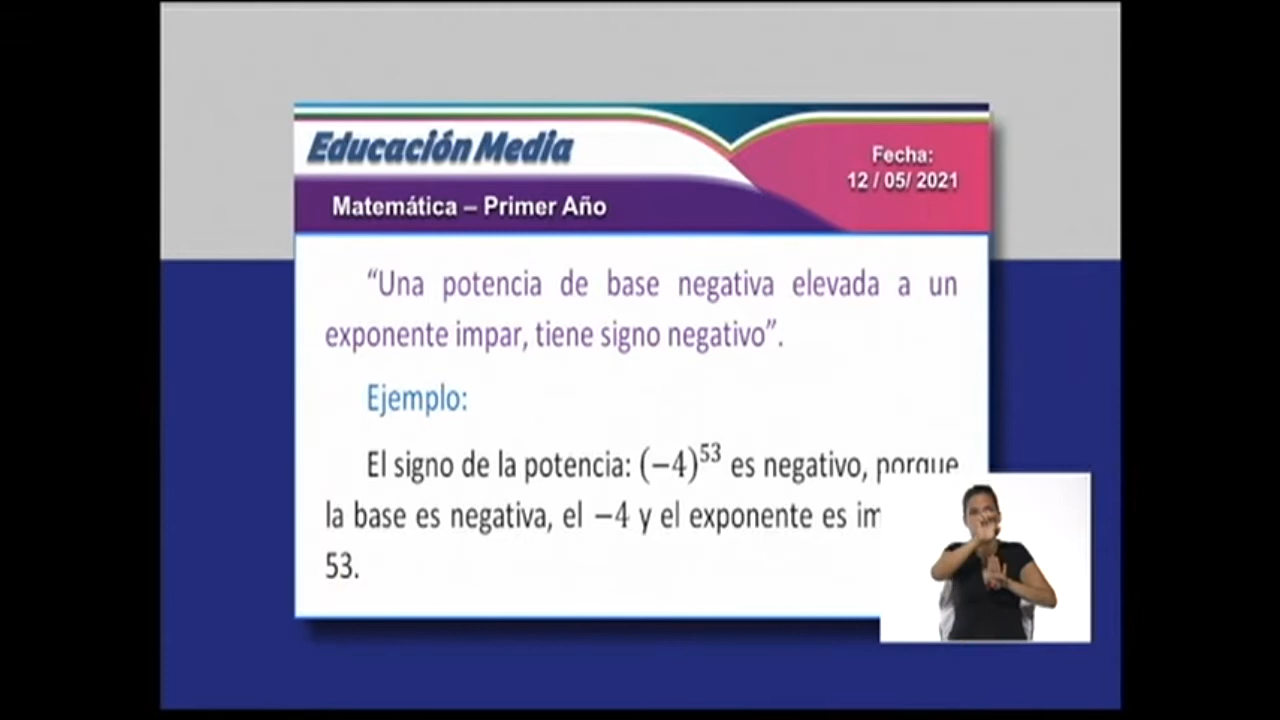 Educación Media
Fecha:
12 / 05/ 2021
Matemática – Primer Año
“Una potencia de base negativa elevada a un
exponente impar, tiene signo negativo”.
Ejemplo:
El signo de la potencia: (−4)⁵³ es negativo, porque
la base es negativa, el −4 y el exponente es
53.